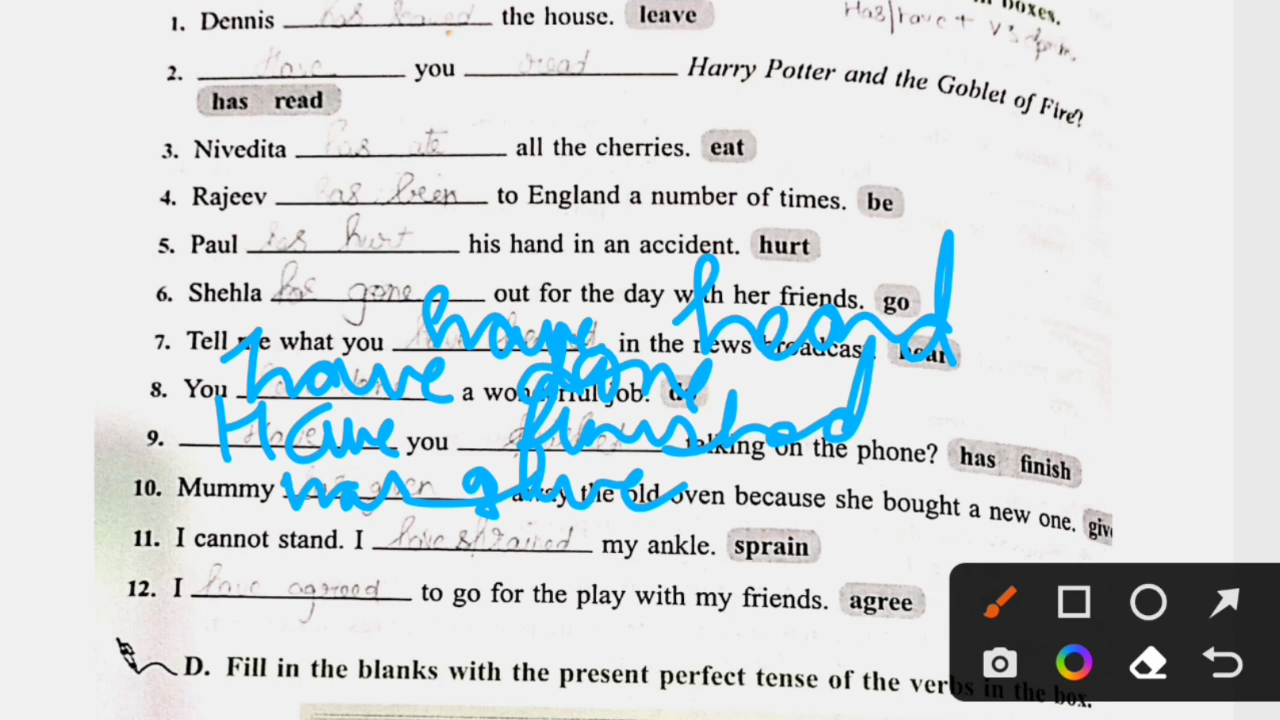 boxes.
Has/have + V3
1. Dennis has leaved the house. leave
2. Have you read Harry Potter and the Goblet of Fire?
has read
3. Nivedita has ate all the cherries. eat
4. Rajeev has been to England a number of times. be
5. Paul has hurt his hand in an accident. hurt
6. Shehla has gone out for the day with her friends. go
7. Tell me what you have heard in the news broadcast. hear
8. You have done a wonderful job. do
9. Have you finished talking on the phone? has finish
10. Mummy has give away the old oven because she bought a new one. give
11. I cannot stand. I have sprained my ankle. sprain
12. I have agreed to go for the play with my friends. agree
D. Fill in the blanks with the present perfect tense of the verbs in the box.